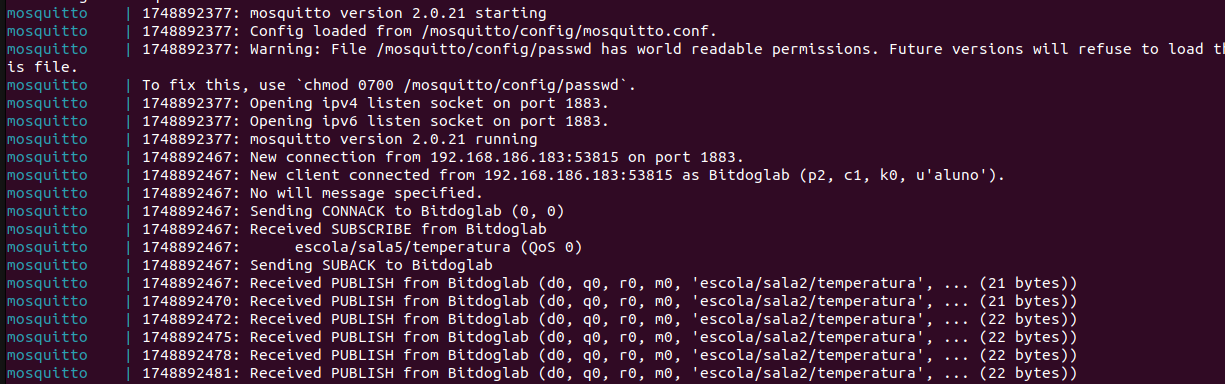 mosquitto | 1748892377: mosquitto version 2.0.21 starting
mosquitto | 1748892377: Config loaded from /mosquitto/config/mosquitto.conf.
mosquitto | 1748892377: Warning: File /mosquitto/config/passwd has world readable permissions. Future versions will refuse to load th
is file.
mosquitto | To fix this, use `chmod 0700 /mosquitto/config/passwd`.
mosquitto | 1748892377: Opening ipv4 listen socket on port 1883.
mosquitto | 1748892377: Opening ipv6 listen socket on port 1883.
mosquitto | 1748892377: mosquitto version 2.0.21 running
mosquitto | 1748892467: New connection from 192.168.186.183:53815 on port 1883.
mosquitto | 1748892467: New client connected from 192.168.186.183:53815 as Bitdoglab (p2, c1, k0, u'aluno').
mosquitto | 1748892467: No will message specified.
mosquitto | 1748892467: Sending CONNACK to Bitdoglab (0, 0)
mosquitto | 1748892467: Received SUBSCRIBE from Bitdoglab
mosquitto | 1748892467: escola/sala5/temperatura (QoS 0)
mosquitto | 1748892467: Sending SUBACK to Bitdoglab
mosquitto | 1748892467: Received PUBLISH from Bitdoglab (d0, q0, r0, m0, 'escola/sala2/temperatura', ... (21 bytes))
mosquitto | 1748892470: Received PUBLISH from Bitdoglab (d0, q0, r0, m0, 'escola/sala2/temperatura', ... (21 bytes))
mosquitto | 1748892472: Received PUBLISH from Bitdoglab (d0, q0, r0, m0, 'escola/sala2/temperatura', ... (22 bytes))
mosquitto | 1748892475: Received PUBLISH from Bitdoglab (d0, q0, r0, m0, 'escola/sala2/temperatura', ... (22 bytes))
mosquitto | 1748892478: Received PUBLISH from Bitdoglab (d0, q0, r0, m0, 'escola/sala2/temperatura', ... (22 bytes))
mosquitto | 1748892481: Received PUBLISH from Bitdoglab (d0, q0, r0, m0, 'escola/sala2/temperatura', ... (22 bytes))